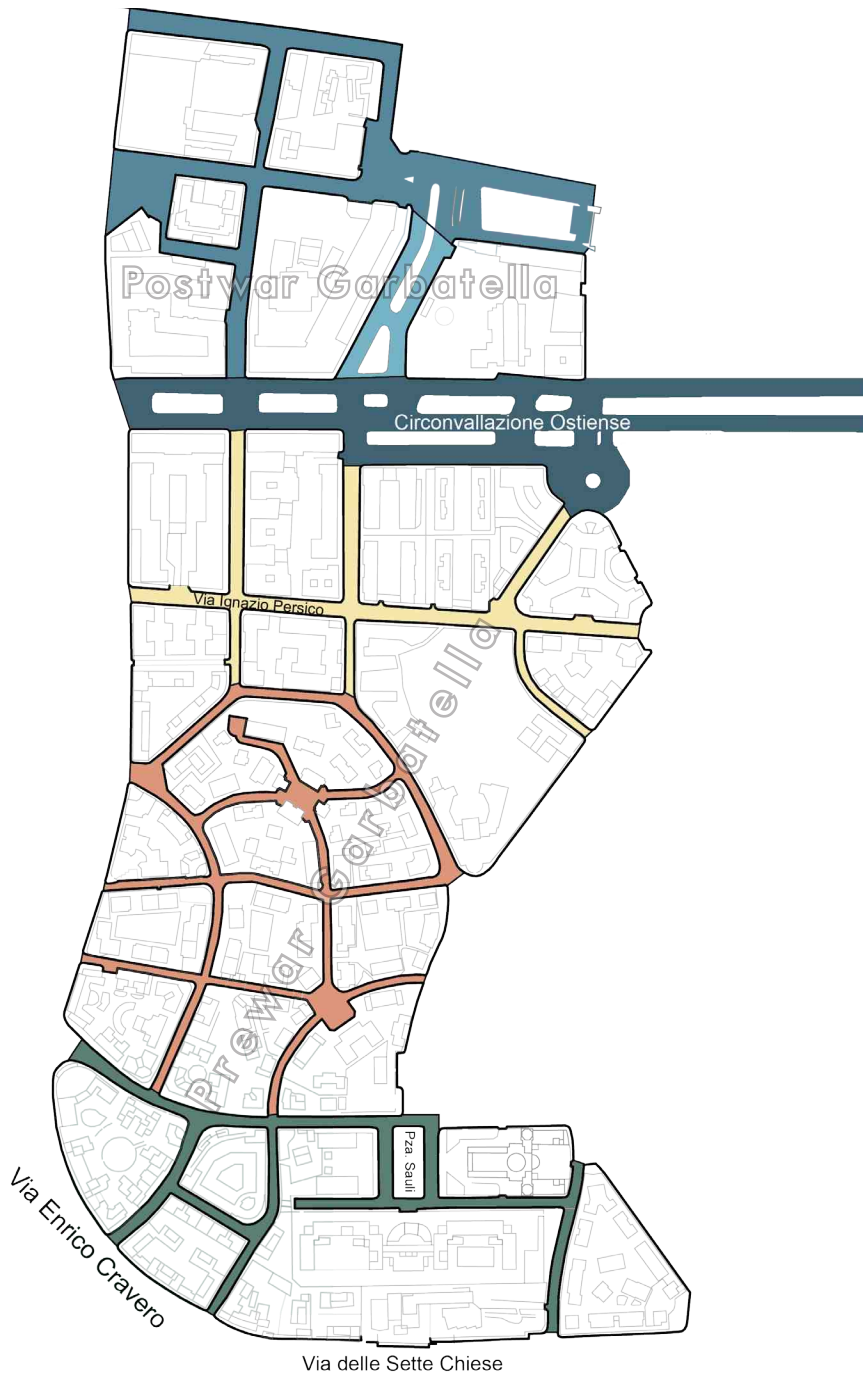 Postwar Garbatella
Circonvallazione Ostiense
Via Ignazio Persico
Prewar Garbatella
Pza. Sauli
Via Enrico Cravero
Via delle Sette Chiese